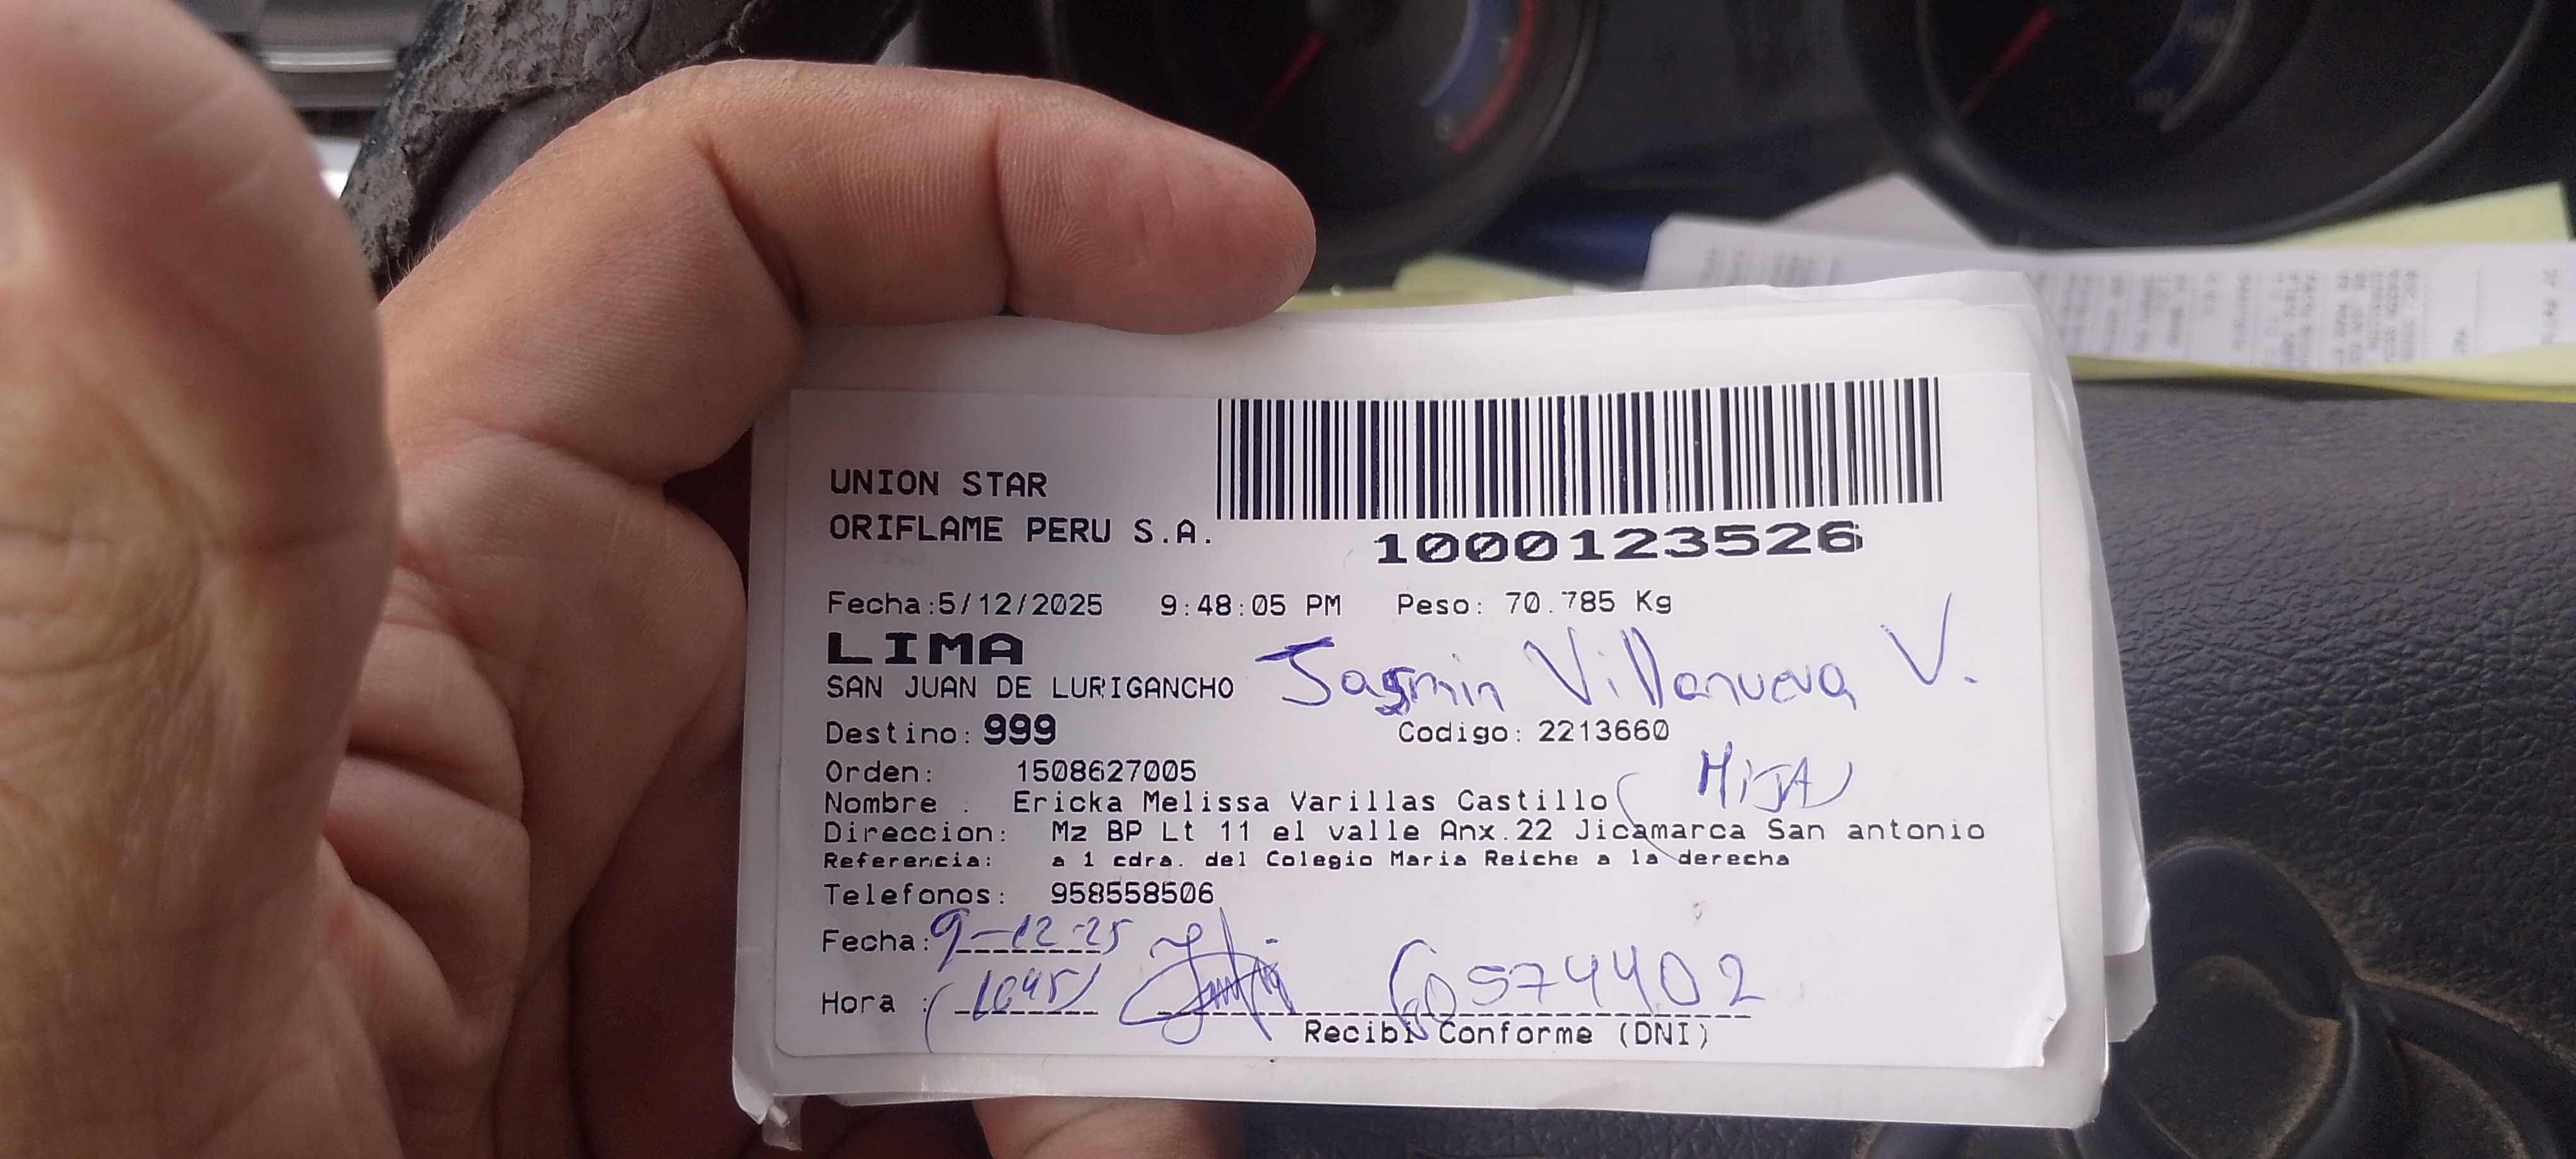 UNION STAR
ORIFLAME PERU S.A.
1000123526
Fecha:5/12/2025 9:48:05 PM Peso: 70.785 Kg
LIMA
SAN JUAN DE LURIGANCHO Jasmin Villanueva V.
Destino: 999 Codigo: 2213660
Orden: 1508627005
Nombre : Ericka Melissa Varillas Castillo (HIJA)
Direccion: Mz BP Lt 11 el valle Anx.22 Jicamarca San antonio
Referencia: a 1 cdra. del Colegio Maria Reiche a la derecha
Telefonos: 958558506
Fecha: 9-12-25
Hora : (1045) 60574402
Recibi Conforme (DNI)